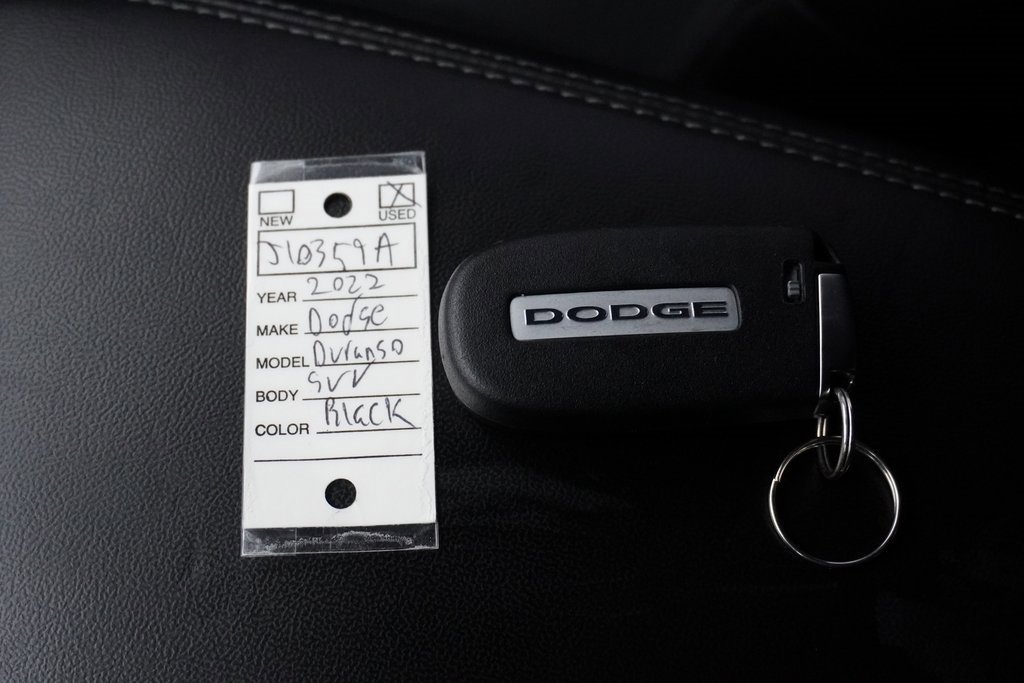 NEW USED
J10359A
YEAR 2022
MAKE Dodge
MODEL Durango
BODY SUV
COLOR Black
DODGE